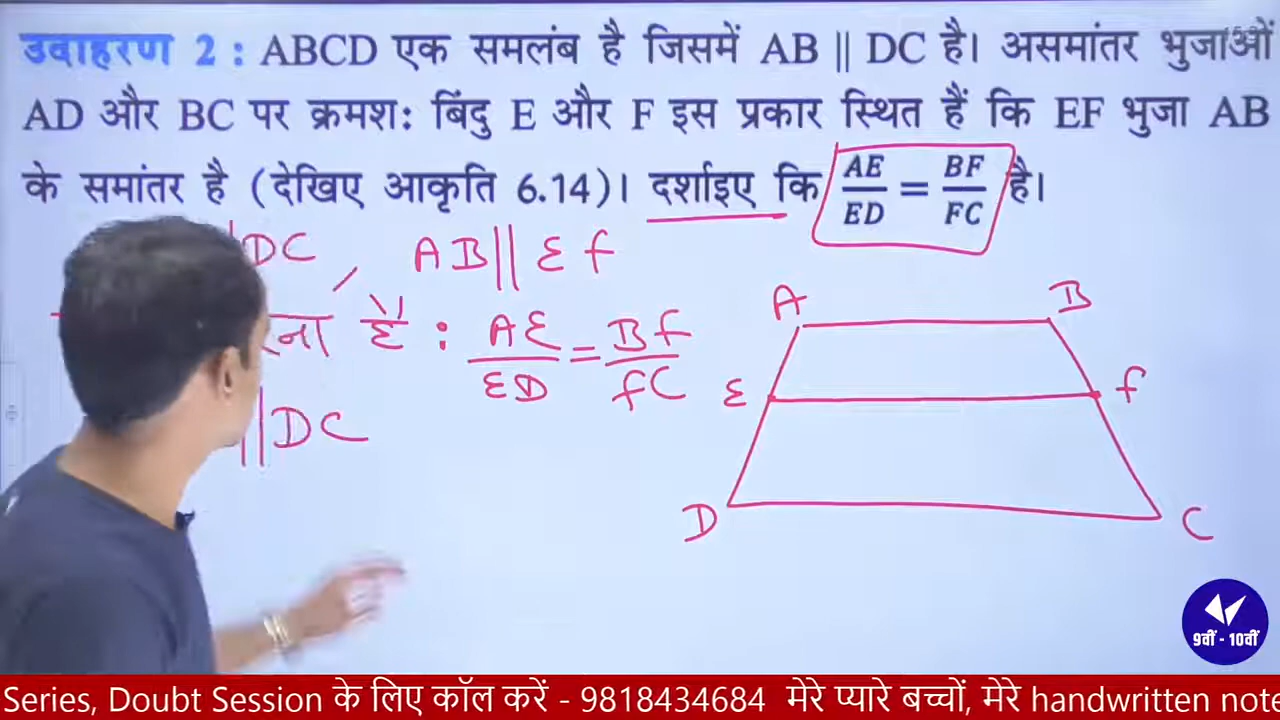 उदाहरण 2 : ABCD एक समलंब है जिसमें AB || DC है। असमांतर भुजाओं
AD और BC पर क्रमशः बिंदु E और F इस प्रकार स्थित हैं कि EF भुजा AB
के समांतर है (देखिए आकृति 6.14)। दर्शाइए कि AE/ED = BF/FC है।
||DC , AB||EF
ना है : AE/ED = BF/FC
||DC
A B
E F
D C
9वीं - 10वीं
Series, Doubt Session के लिए कॉल करें - 9818434684 मेरे प्यारे बच्चों, मेरे handwritten note